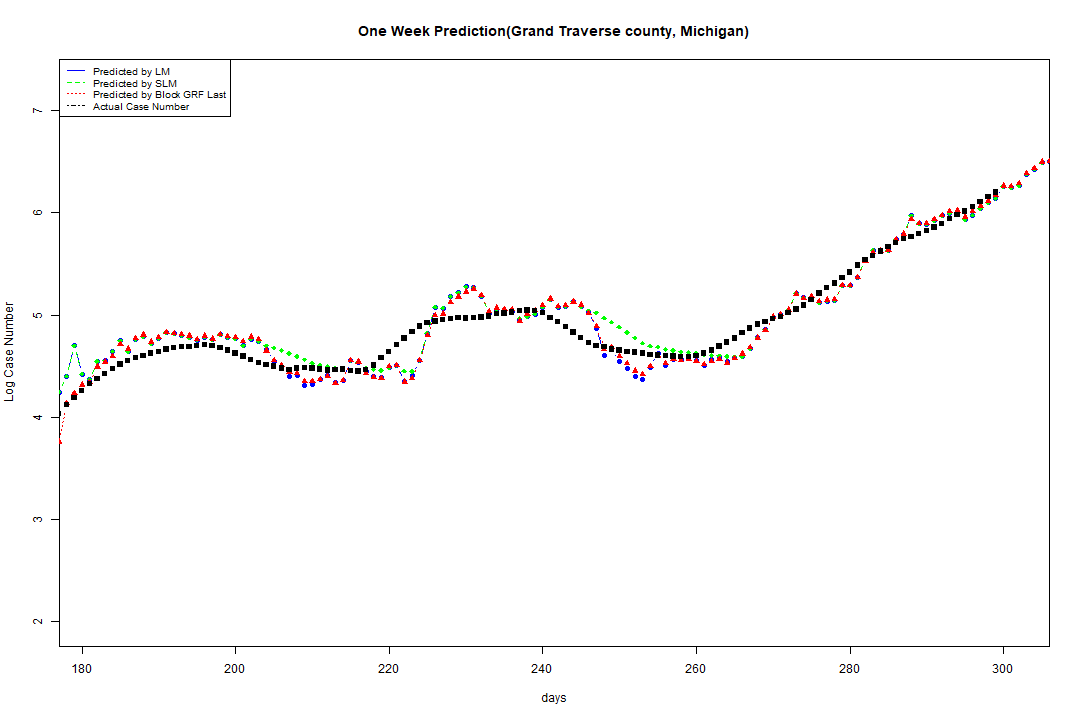 One Week Prediction(Grand Traverse county, Michigan)
Predicted by LM
Predicted by SLM
Predicted by Block GRF Last
Actual Case Number
Log Case Number
7
6
5
4
3
2
180 200 220 240 260 280 300
days